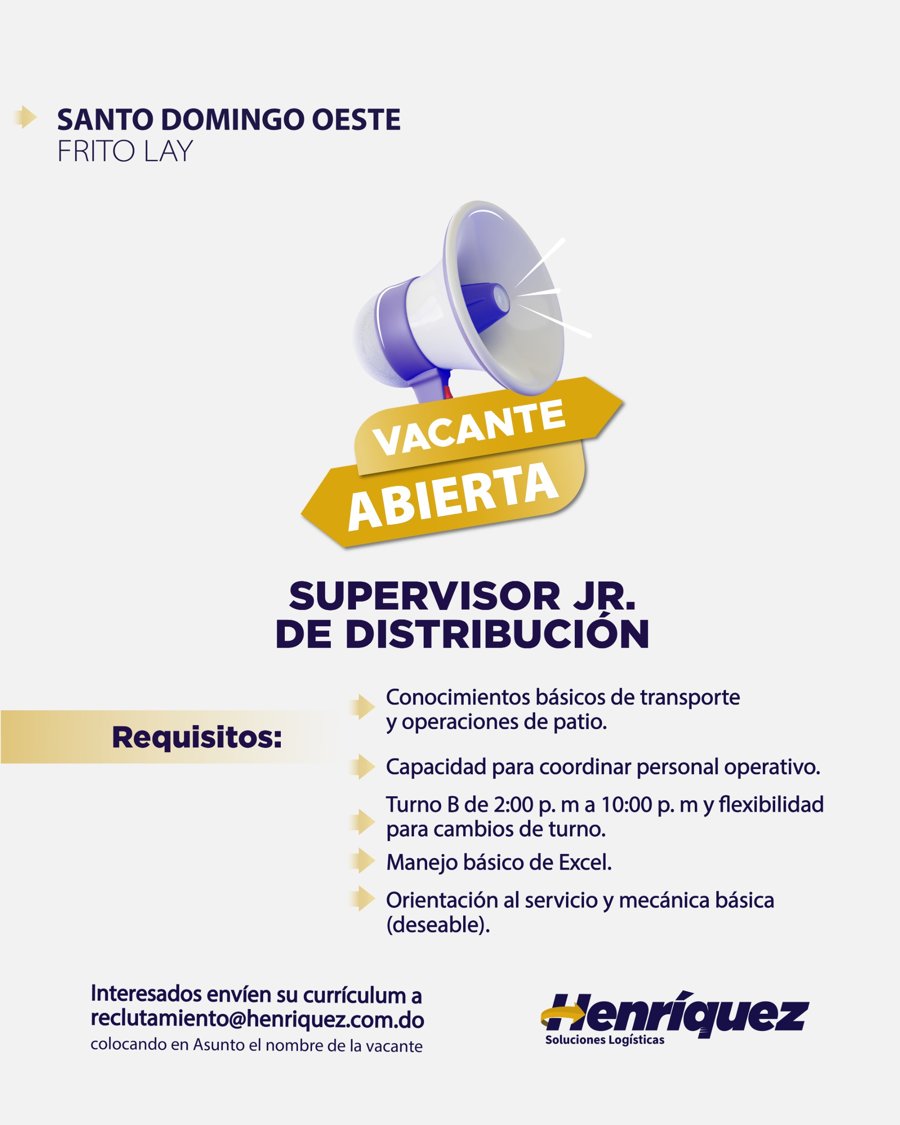 SANTO DOMINGO OESTE
FRITO LAY
VACANTE
ABIERTA
SUPERVISOR JR.
DE DISTRIBUCIÓN
Requisitos:
Conocimientos básicos de transporte
y operaciones de patio.
Capacidad para coordinar personal operativo.
Turno B de 2:00 p. m a 10:00 p. m y flexibilidad
para cambios de turno.
Manejo básico de Excel.
Orientación al servicio y mecánica básica
(deseable).
Interesados envíen su currículum a
reclutamiento@henriquez.com.do
colocando en Asunto el nombre de la vacante
Henríquez
Soluciones Logísticas